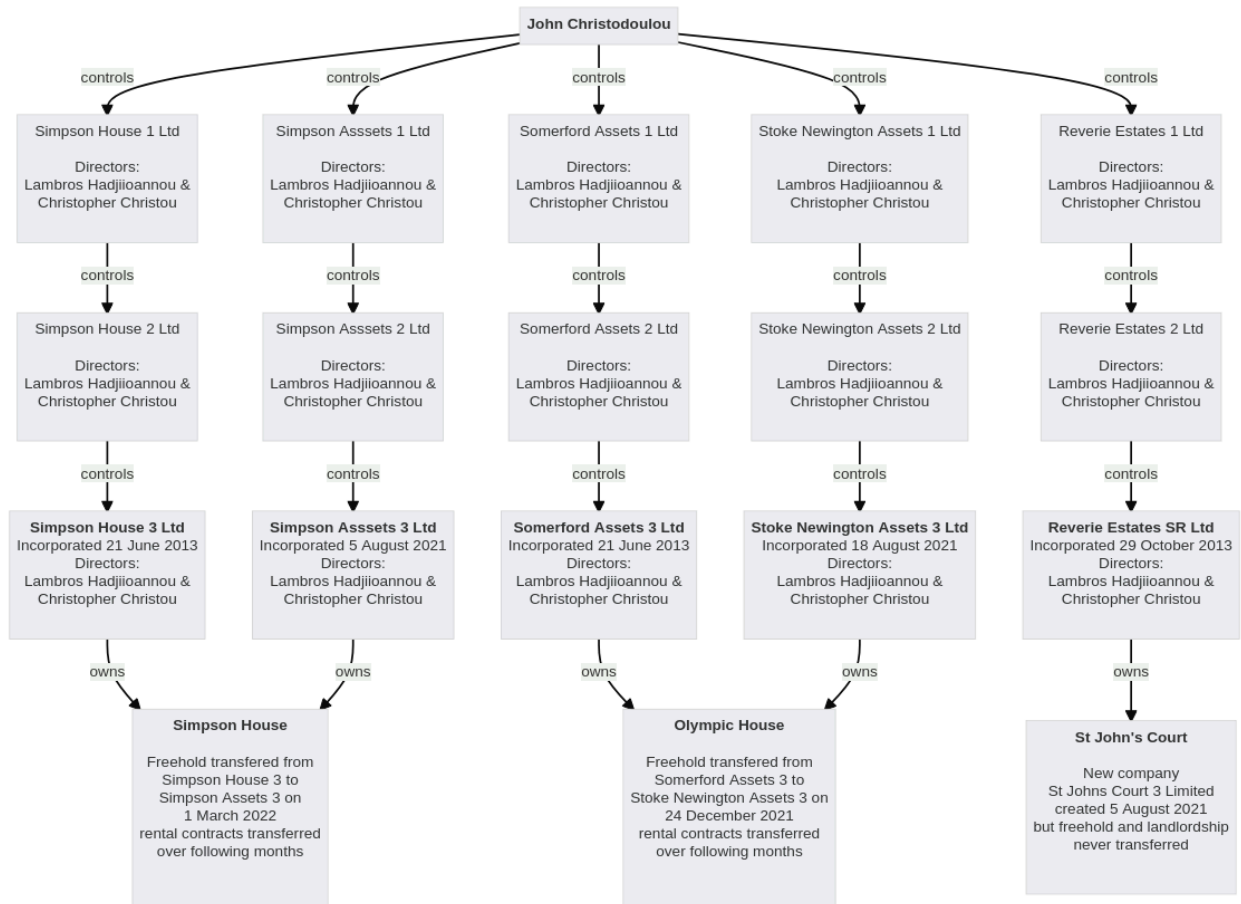 John Christodoulou
controls
controls
controls
controls
controls
Simpson House 1 Ltd
Directors:
Lambros Hadjiioannou &
Christopher Christou
Simpson Asssets 1 Ltd
Directors:
Lambros Hadjiioannou &
Christopher Christou
Somerford Assets 1 Ltd
Directors:
Lambros Hadjiioannou &
Christopher Christou
Stoke Newington Assets 1 Ltd
Directors:
Lambros Hadjiioannou &
Christopher Christou
Reverie Estates 1 Ltd
Directors:
Lambros Hadjiioannou &
Christopher Christou
controls
controls
controls
controls
controls
Simpson House 2 Ltd
Directors:
Lambros Hadjiioannou &
Christopher Christou
Simpson Asssets 2 Ltd
Directors:
Lambros Hadjiioannou &
Christopher Christou
Somerford Assets 2 Ltd
Directors:
Lambros Hadjiioannou &
Christopher Christou
Stoke Newington Assets 2 Ltd
Directors:
Lambros Hadjiioannou &
Christopher Christou
Reverie Estates 2 Ltd
Directors:
Lambros Hadjiioannou &
Christopher Christou
controls
controls
controls
controls
controls
Simpson House 3 Ltd
Incorporated 21 June 2013
Directors:
Lambros Hadjiioannou &
Christopher Christou
Simpson Asssets 3 Ltd
Incorporated 5 August 2021
Directors:
Lambros Hadjiioannou &
Christopher Christou
Somerford Assets 3 Ltd
Incorporated 21 June 2013
Directors:
Lambros Hadjiioannou &
Christopher Christou
Stoke Newington Assets 3 Ltd
Incorporated 18 August 2021
Directors:
Lambros Hadjiioannou &
Christopher Christou
Reverie Estates SR Ltd
Incorporated 29 October 2013
Directors:
Lambros Hadjiioannou &
Christopher Christou
owns
owns
owns
owns
owns
Simpson House
Freehold transfered from
Simpson House 3 to
Simpson Assets 3 on
1 March 2022
rental contracts transferred
over following months
Olympic House
Freehold transfered from
Somerford Assets 3 to
Stoke Newington Assets 3 on
24 December 2021
rental contracts transferred
over following months
St John's Court
New company
St Johns Court 3 Limited
created 5 August 2021
but freehold and landlordship
never transferred